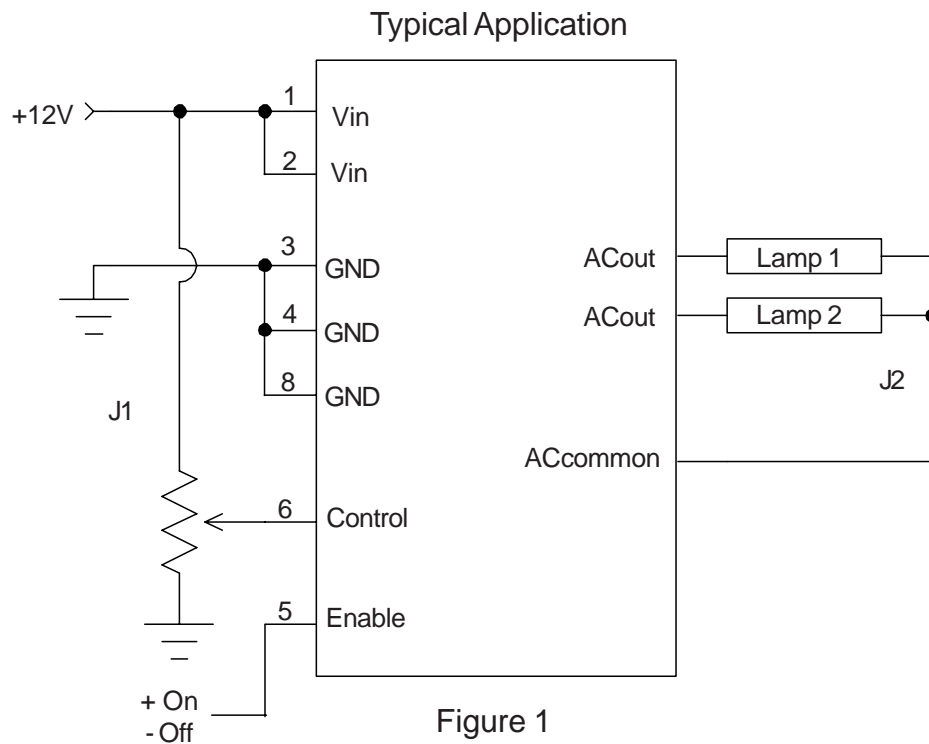 Typical Application
+12V
1
Vin
2
Vin
3
GND
4
GND
8
GND
J1
6
Control
5
Enable
+ On
- Off
ACout
Lamp 1
ACout
Lamp 2
J2
ACcommon
Figure 1